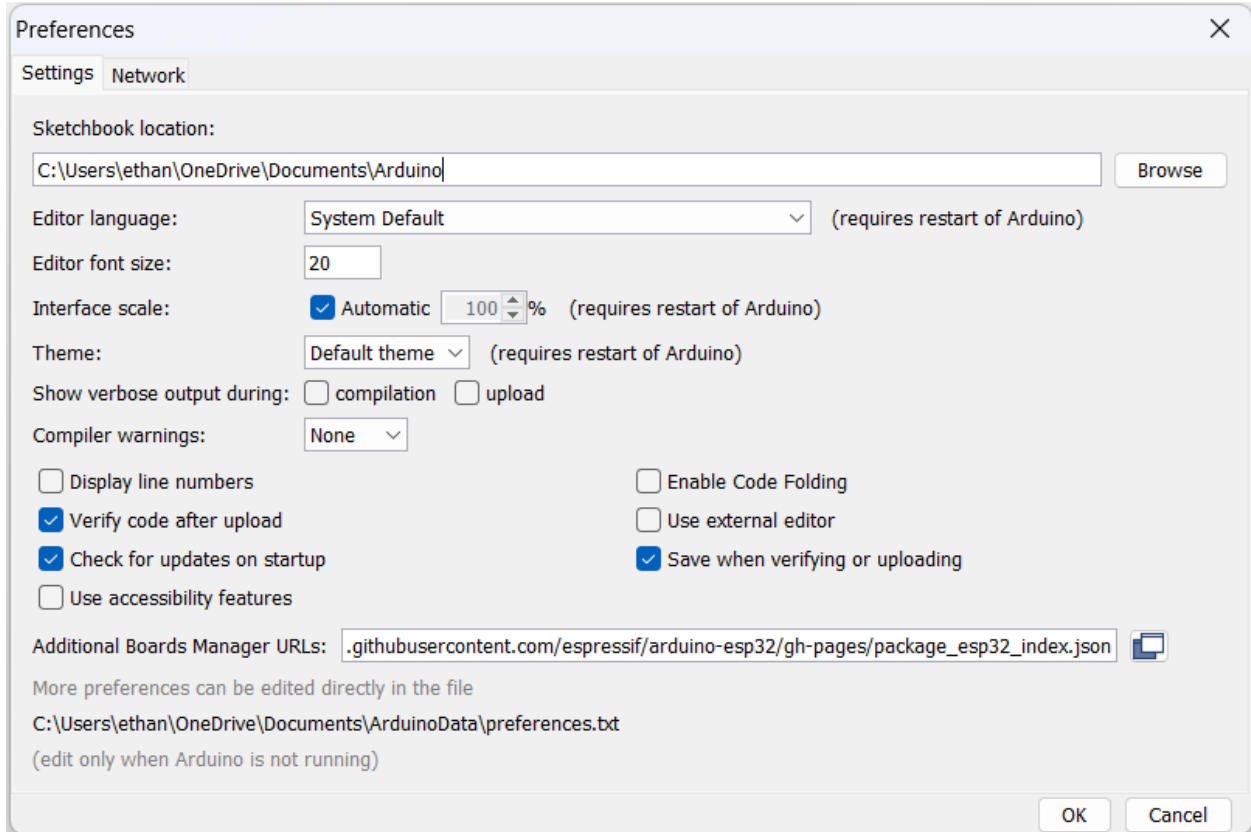 Preferences
Settings Network
Sketchbook location:
C:\Users\ethan\OneDrive\Documents\Arduino Browse
Editor language: System Default (requires restart of Arduino)
Editor font size: 20
Interface scale: Automatic 100 % (requires restart of Arduino)
Theme: Default theme (requires restart of Arduino)
Show verbose output during: compilation upload
Compiler warnings: None
Display line numbers Enable Code Folding
Verify code after upload Use external editor
Check for updates on startup Save when verifying or uploading
Use accessibility features
Additional Boards Manager URLs: .githubusercontent.com/espressif/arduino-esp32/gh-pages/package_esp32_index.json
More preferences can be edited directly in the file
C:\Users\ethan\OneDrive\Documents\ArduinoData\preferences.txt
(edit only when Arduino is not running)
OK Cancel